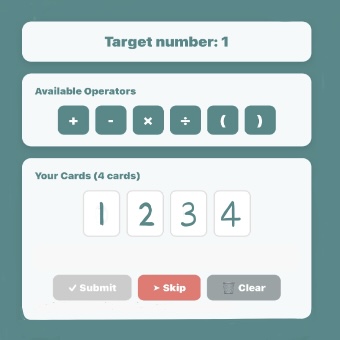 Target number: 1
Available Operators
+ - × ÷ ( )
Your Cards (4 cards)
1 2 3 4
✓ Submit ➤ Skip Clear